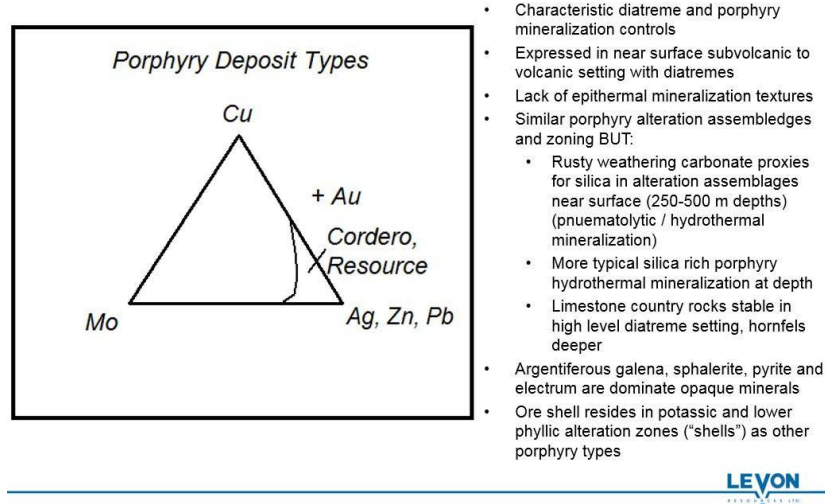 Porphyry Deposit Types
Cu
+ Au
Cordero,
Resource
Mo
Ag, Zn, Pb
• Characteristic diatreme and porphyry
mineralization controls
• Expressed in near surface subvolcanic to
volcanic setting with diatremes
• Lack of epithermal mineralization textures
• Similar porphyry alteration assembledges
and zoning BUT:
• Rusty weathering carbonate proxies
for silica in alteration assemblages
near surface (250-500 m depths)
(pnuematolytic / hydrothermal
mineralization)
• More typical silica rich porphyry
hydrothermal mineralization at depth
• Limestone country rocks stable in
high level diatreme setting, hornfels
deeper
• Argentiferous galena, sphalerite, pyrite and
electrum are dominate opaque minerals
• Ore shell resides in potassic and lower
phyllic alteration zones (“shells”) as other
porphyry types
LEVON
RESOURCES LTD.